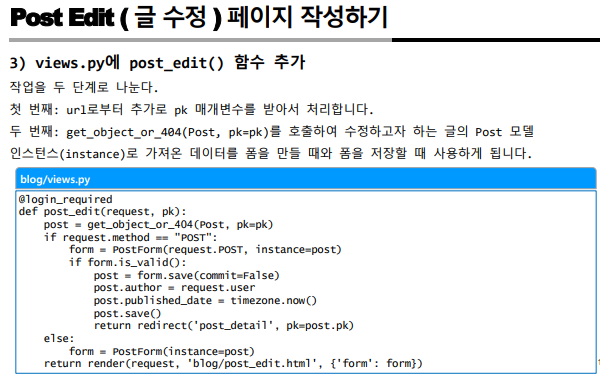 Post Edit ( 글 수정 ) 페이지 작성하기
3) views.py에 post_edit() 함수 추가
작업을 두 단계로 나눈다.
첫 번째: url로부터 추가로 pk 매개변수를 받아서 처리합니다.
두 번째: get_object_or_404(Post, pk=pk)를 호출하여 수정하고자 하는 글의 Post 모델
인스턴스(instance)로 가져온 데이터를 폼을 만들 때와 폼을 저장할 때 사용하게 됩니다.
blog/views.py
@login_required
def post_edit(request, pk):
    post = get_object_or_404(Post, pk=pk)
    if request.method == "POST":
        form = PostForm(request.POST, instance=post)
        if form.is_valid():
            post = form.save(commit=False)
            post.author = request.user
            post.published_date = timezone.now()
            post.save()
            return redirect('post_detail', pk=post.pk)
    else:
        form = PostForm(instance=post)
    return render(request, 'blog/post_edit.html', {'form': form})